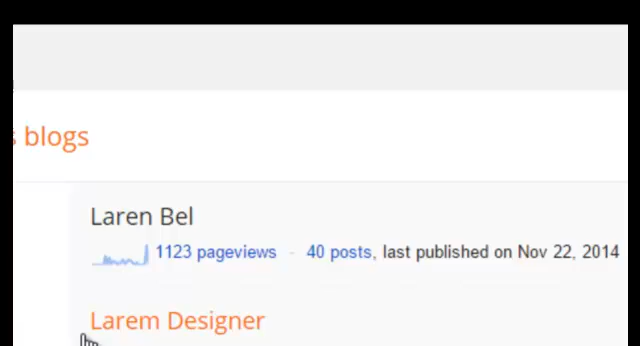 s blogs
Laren Bel
1123 pageviews - 40 posts, last published on Nov 22, 2014
Larem Designer